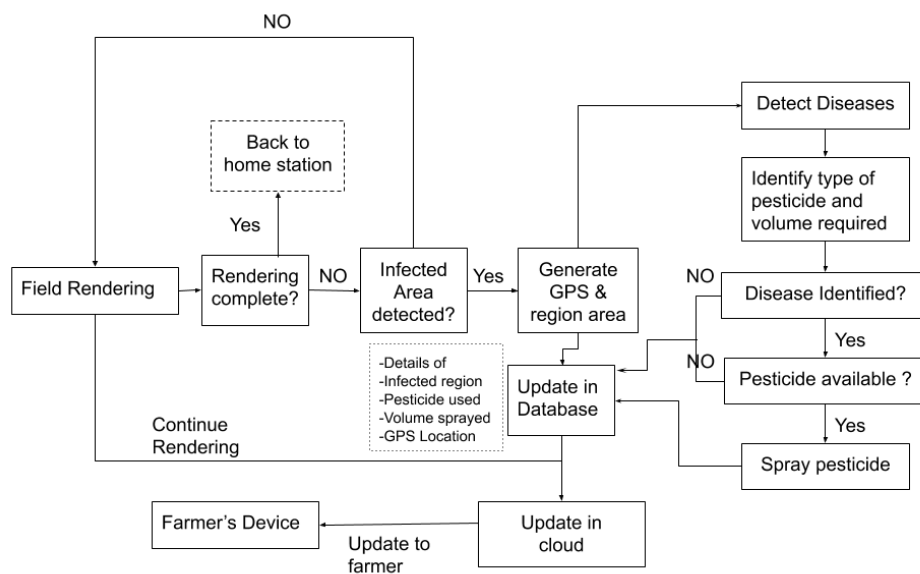 NO
Detect Diseases
Back to
home station
Identify type of
pesticide and
volume required
Yes
Field Rendering
Rendering
complete?
NO
Infected
Area
detected?
Yes
Generate
GPS &
region area
NO
Disease Identified?
Yes
-Details of
-Infected region
-Pesticide used
-Volume sprayed
-GPS Location
Update in
Database
NO
Pesticide available ?
Yes
Continue
Rendering
Spray pesticide
Farmer's Device
Update to
farmer
Update in
cloud